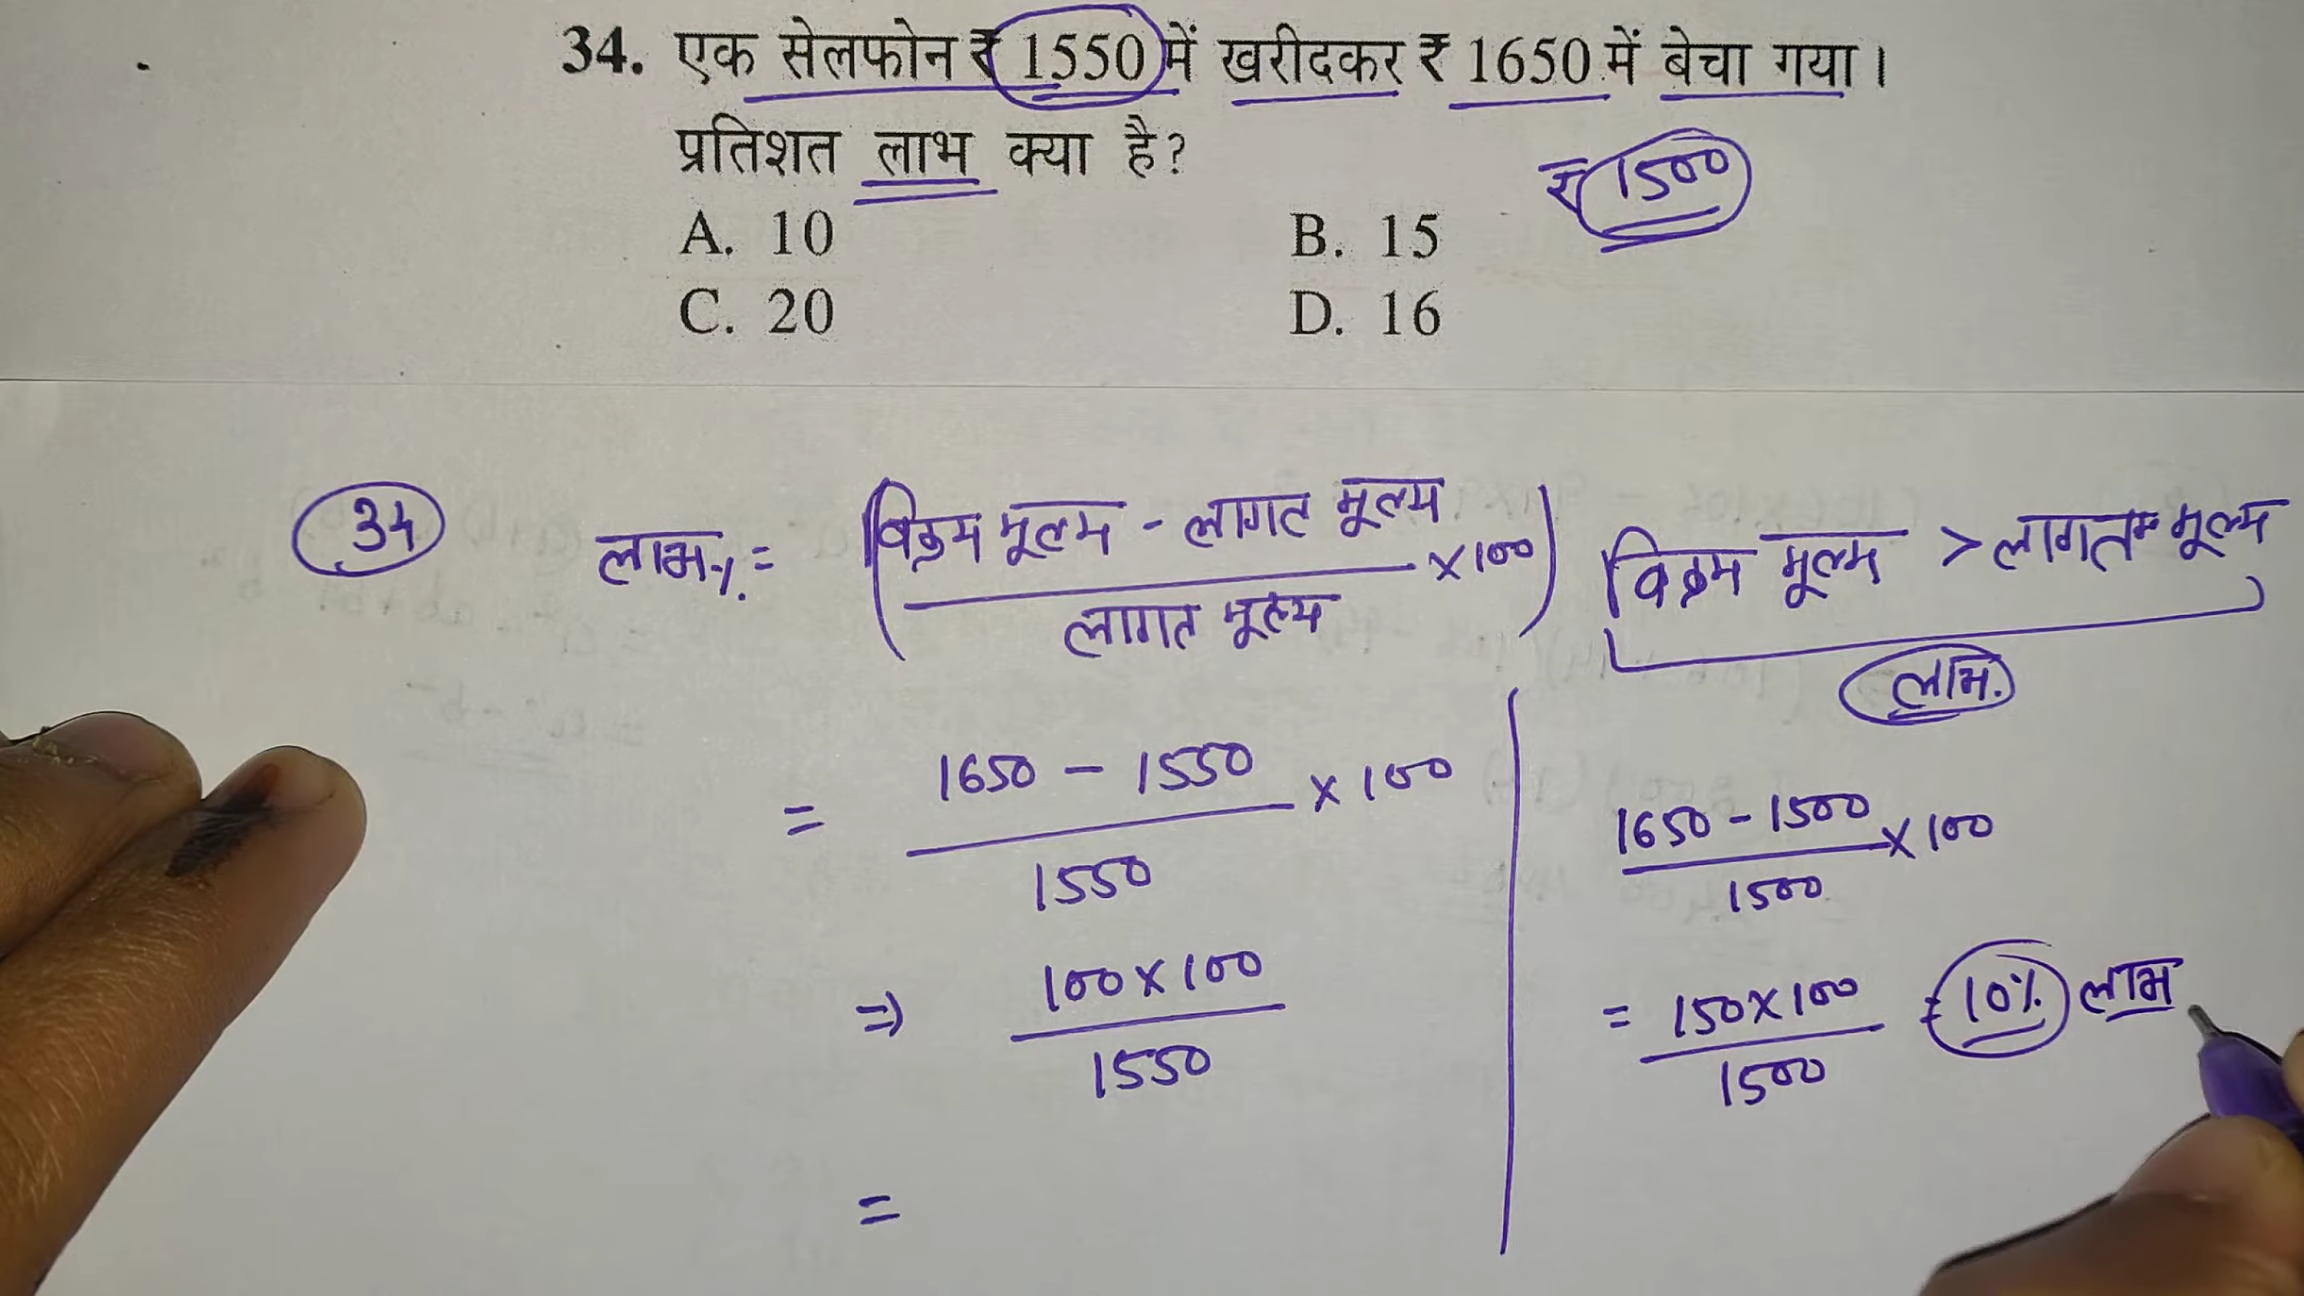 34. एक सेलफोन ₹ 1550 में खरीदकर ₹ 1650 में बेचा गया।
प्रतिशत लाभ क्या है?
₹ 1500
A. 10 B. 15
C. 20 D. 16
34 लाभ% = (विक्रय मूल्य - लागत मूल्य / लागत मूल्य × 100) विक्रय मूल्य > लागत मूल्य
लाभ.
= 1650 - 1550 / 1550 × 100
1650 - 1500 / 1500 × 100
⇒ 100 × 100 / 1550
= 150 × 100 / 1500 = 10% लाभ
=